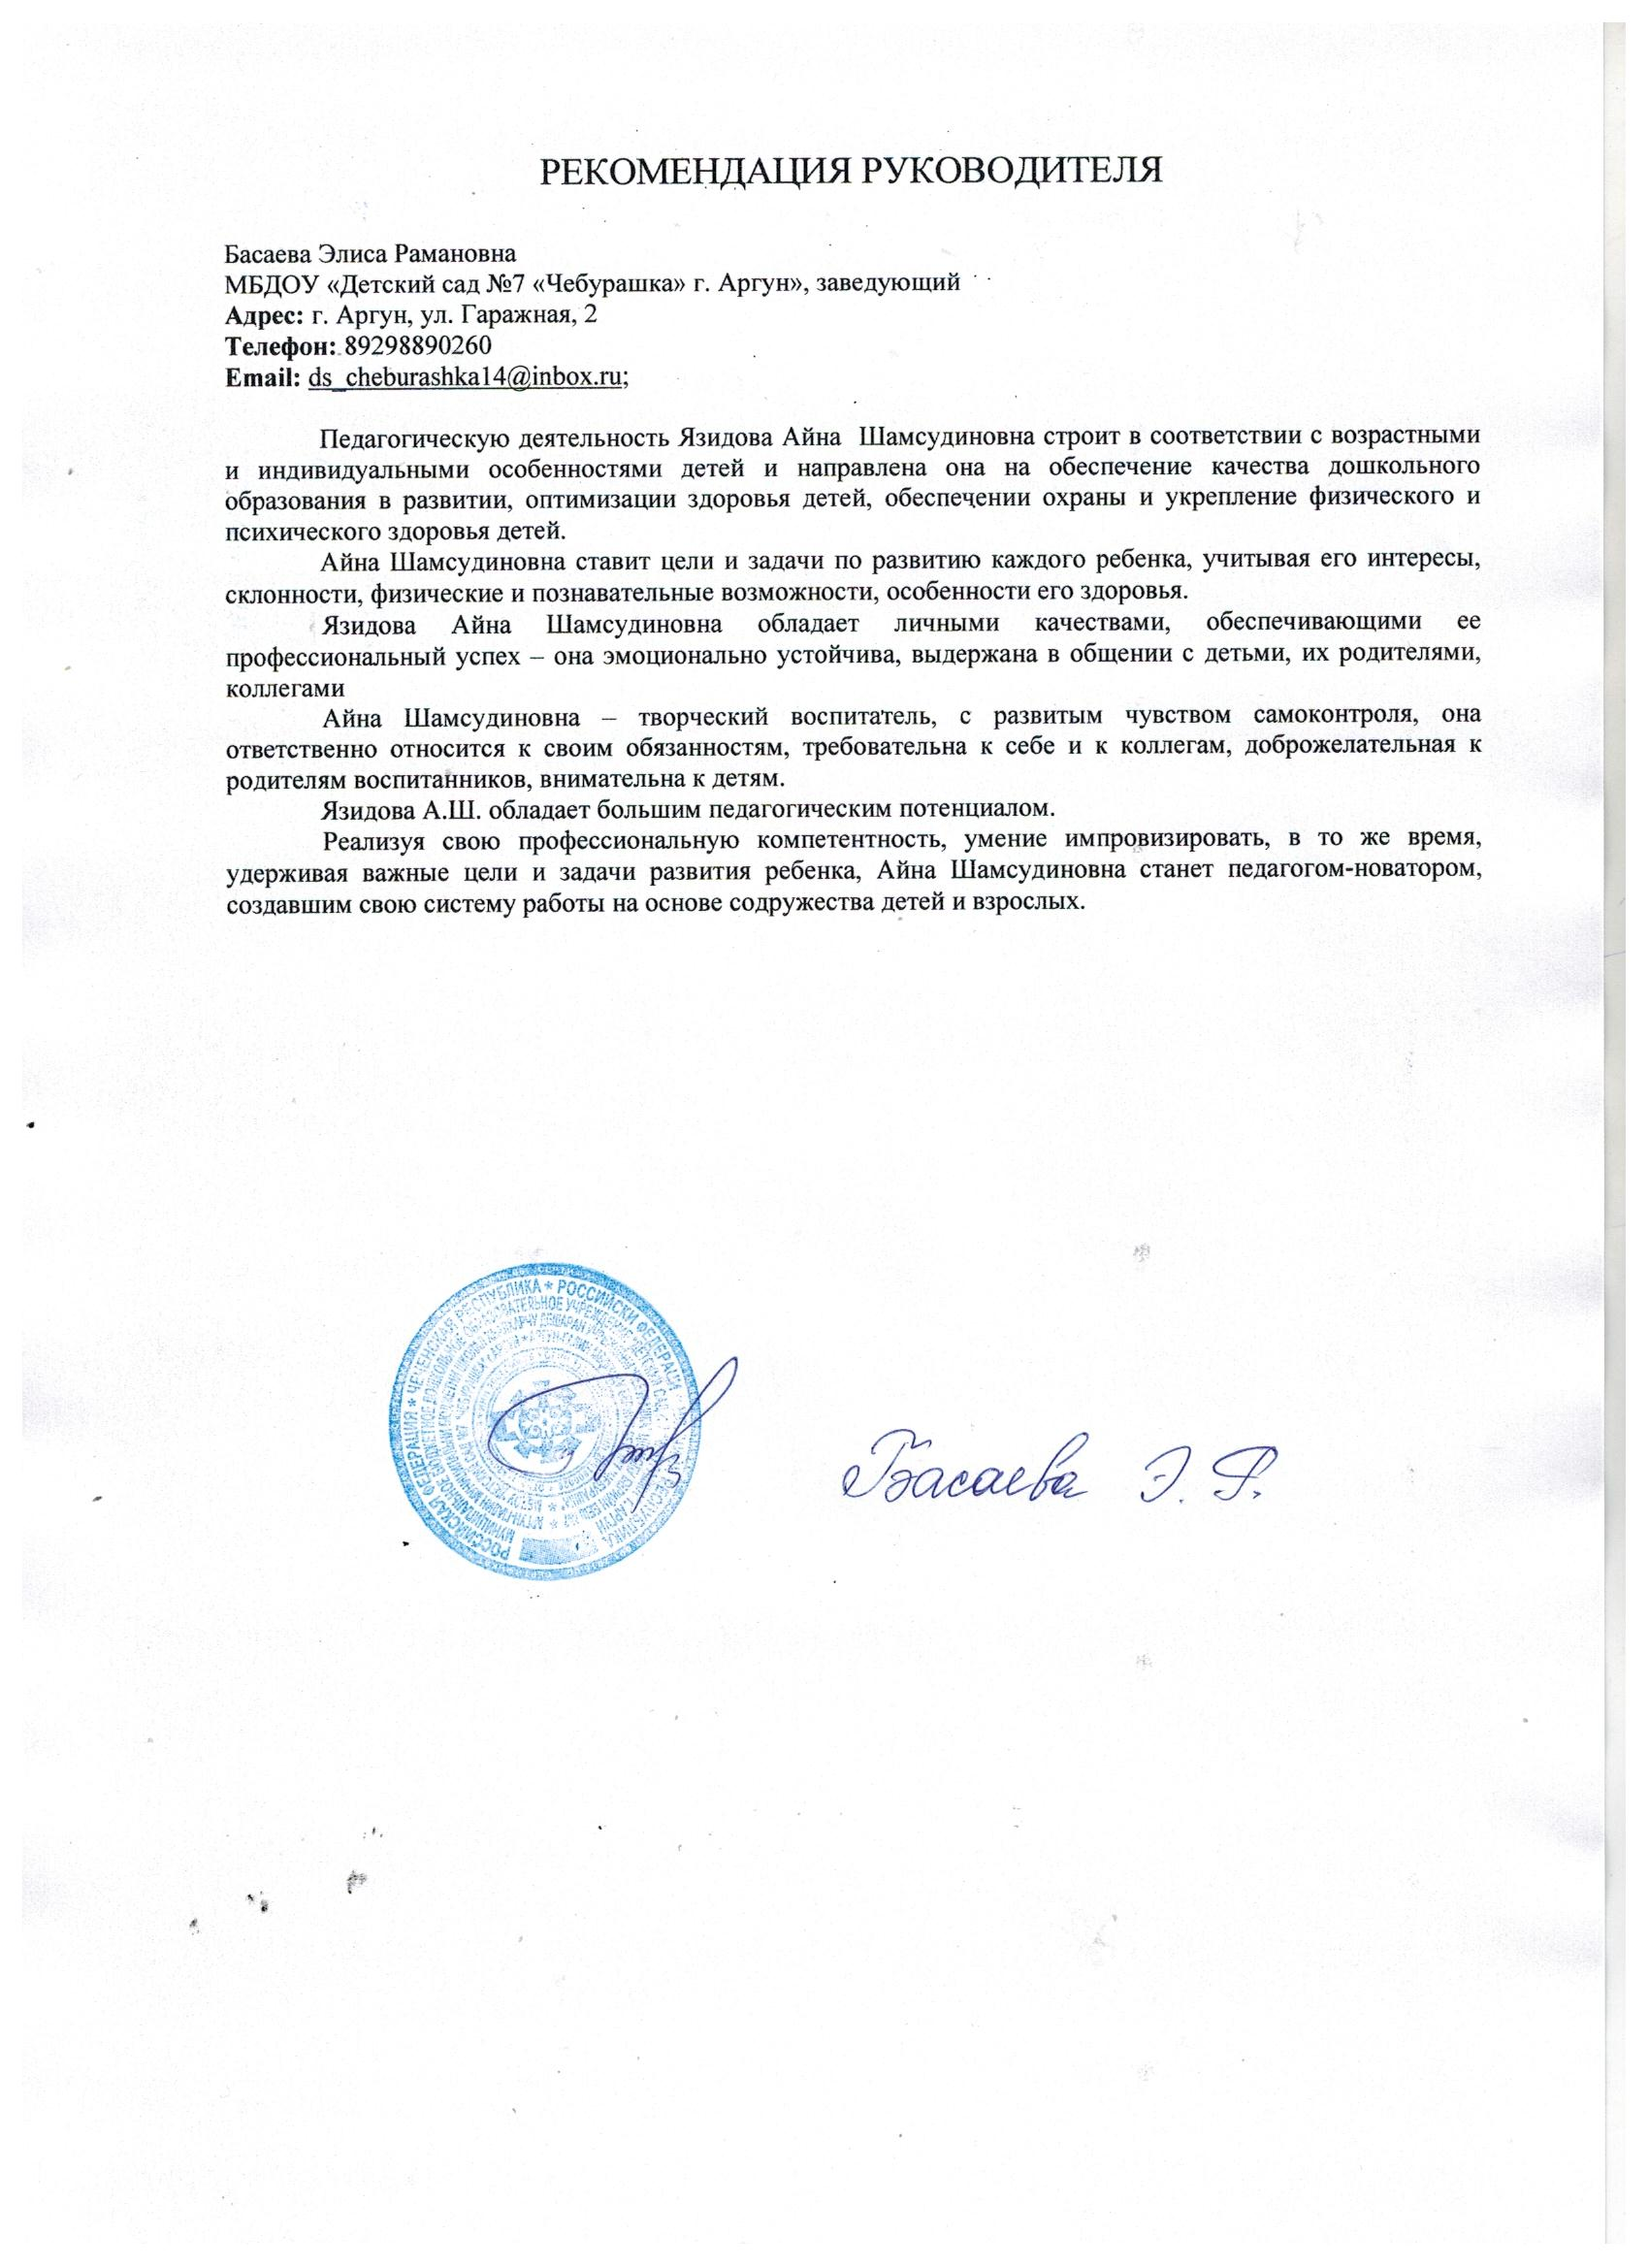 РЕКОМЕНДАЦИЯ РУКОВОДИТЕЛЯ
Басаева Элиса Рамановна
МБДОУ «Детский сад №7 «Чебурашка» г. Аргун», заведующий
Адрес: г. Аргун, ул. Гаражная, 2
Телефон: 89298890260
Email: ds_cheburashka14@inbox.ru;
Педагогическую деятельность Язидова Айна Шамсудиновна строит в соответствии с возрастными
и индивидуальными особенностями детей и направлена она на обеспечение качества дошкольного
образования в развитии, оптимизации здоровья детей, обеспечении охраны и укрепление физического и
психического здоровья детей.
Айна Шамсудиновна ставит цели и задачи по развитию каждого ребенка, учитывая его интересы,
склонности, физические и познавательные возможности, особенности его здоровья.
Язидова Айна Шамсудиновна обладает личными качествами, обеспечивающими ее
профессиональный успех – она эмоционально устойчива, выдержана в общении с детьми, их родителями,
коллегами
Айна Шамсудиновна – творческий воспитатель, с развитым чувством самоконтроля, она
ответственно относится к своим обязанностям, требовательна к себе и к коллегам, доброжелательная к
родителям воспитанников, внимательна к детям.
Язидова А.Ш. обладает большим педагогическим потенциалом.
Реализуя свою профессиональную компетентность, умение импровизировать, в то же время,
удерживая важные цели и задачи развития ребенка, Айна Шамсудиновна станет педагогом-новатором,
создавшим свою систему работы на основе содружества детей и взрослых.
РОССИЙСКАЯ ФЕДЕРАЦИЯ * ЧЕЧЕНСКАЯ РЕСПУБЛИКА * РОССИЙСКИ ФЕДЕРАЦИ
Басаева Э. Р.